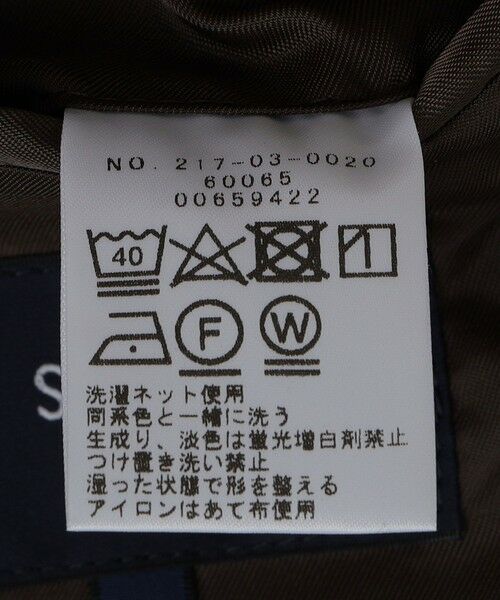 NO. 217-03-0020
60065
00659422
40
F W
洗濯ネット使用
同系色と一緒に洗う
生成り、淡色は蛍光増白剤禁止
つけ置き洗い禁止
湿った状態で形を整える
アイロンはあて布使用
S